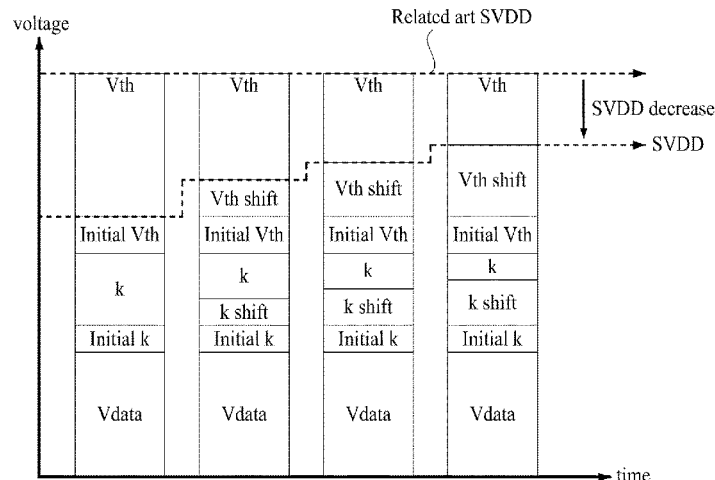 Related art SVDD
voltage
Vth Vth Vth Vth
SVDD decrease
SVDD
Vth shift Vth shift Vth shift
Initial Vth Initial Vth Initial Vth Initial Vth
k k k k
k shift k shift k shift
Initial k Initial k Initial k Initial k
Vdata Vdata Vdata Vdata
time